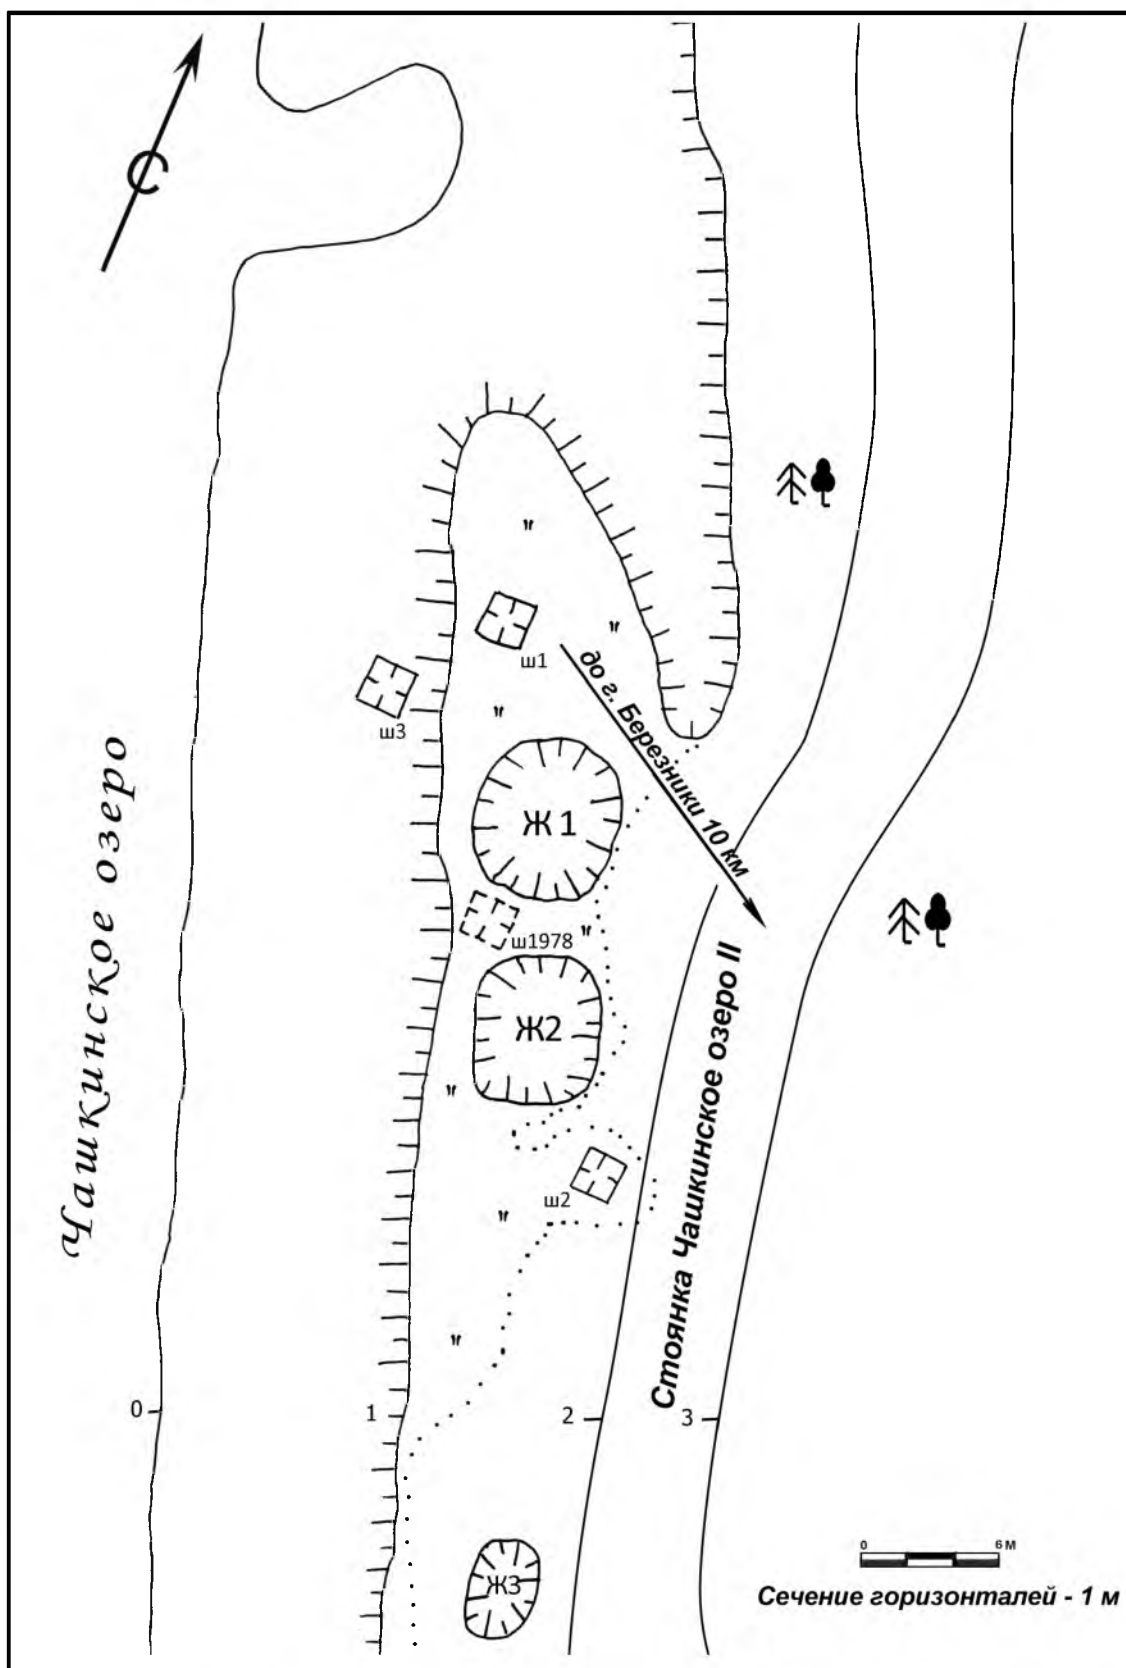 С
ш1
до г. Березники 10 км
ш3
Ж 1
Чашкинское озеро
ш1978
Ж2
Стоянка Чашкинское озеро II
ш2
0
1
2
3
0 6 м
Ж3
Сечение горизонталей - 1 м